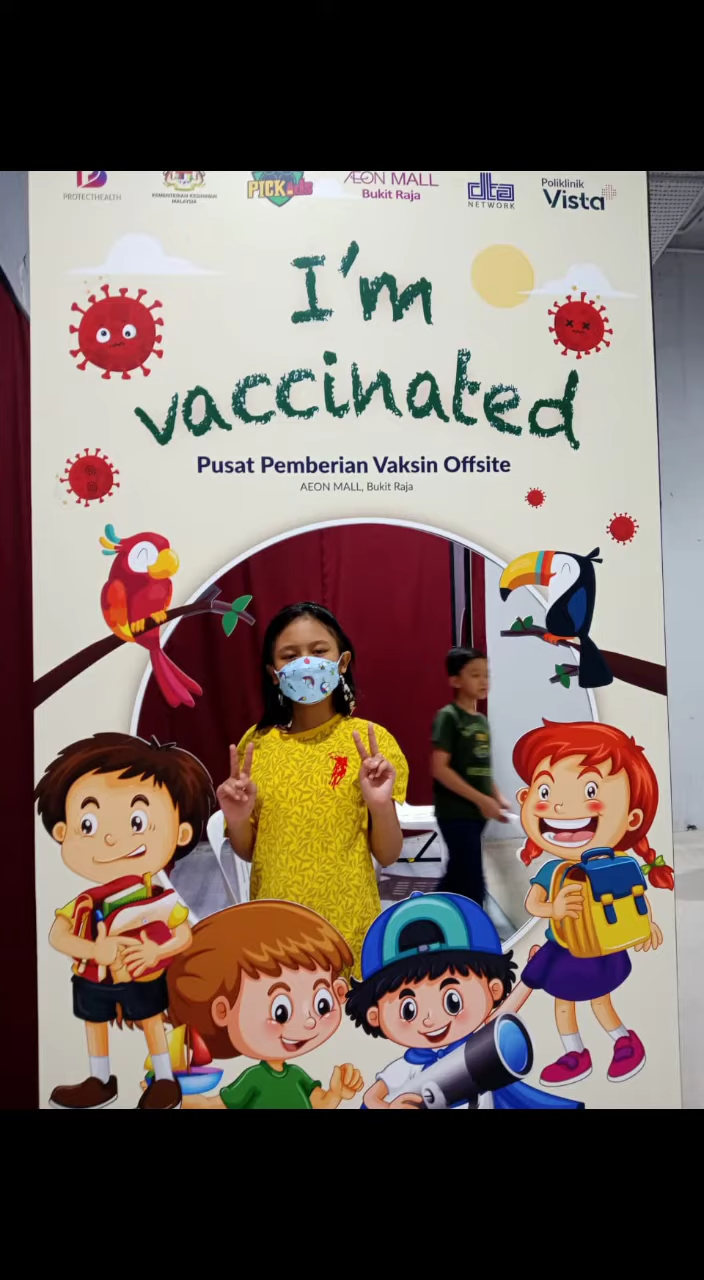 PROTECTHEALTH
KEMENTERIAN KESIHATAN
MALAYSIA
PICKids
AEON MALL
Bukit Raja
dta
NETWORK
Poliklinik
Vista
I'm
vaccinated
Pusat Pemberian Vaksin Offsite
AEON MALL, Bukit Raja